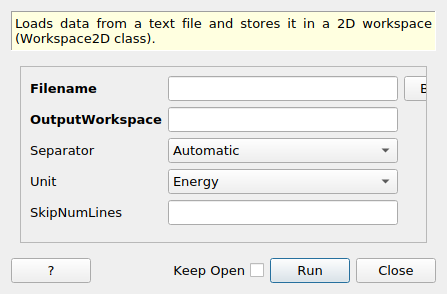 Loads data from a text file and stores it in a 2D workspace
(Workspace2D class).
Filename
OutputWorkspace
Separator Automatic
Unit Energy
SkipNumLines
? Keep Open Run Close